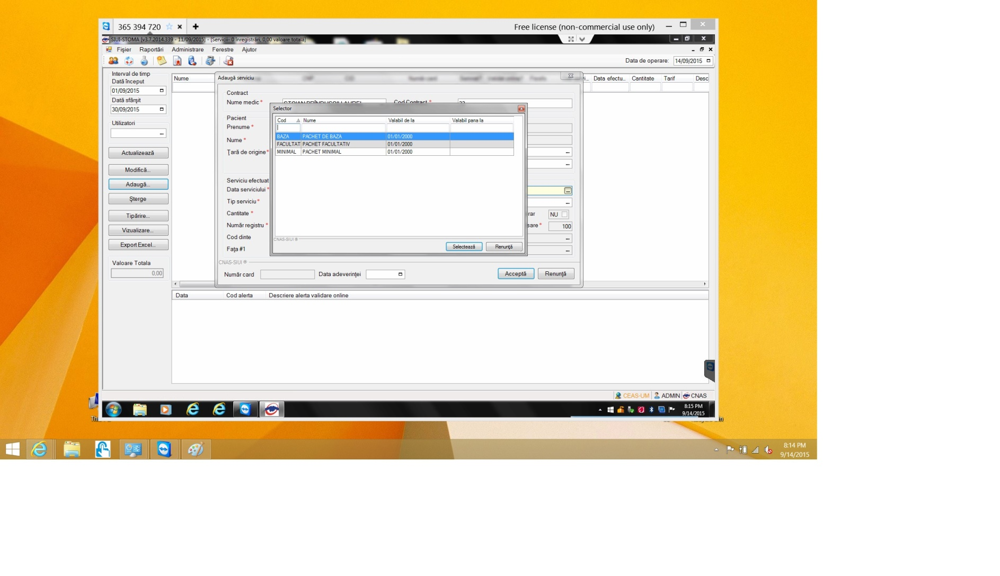 365 394 720
Free license (non-commercial use only)
SIUI-STOMA [v3.7.2014.339 - 11/09/2015] - [Servicii- 0 înregistrări, 0,00 valoare totală]
Fişier Raportări Administrare Ferestre Ajutor
Data de operare: 14/09/2015
Interval de timp
Dată început
01/09/2015
Dată sfârşit
30/09/2015
Utilizatori
...
Actualizează
Modifică...
Adaugă...
Şterge
Tipărire...
Vizualizare...
Export Excel...
Valoare Totala
0,00
Nume
Data efectu... Cantitate Tarif Desc
Adaugă serviciu
Contract
Nume medic * Cod Contract *
Pacient
Prenume *
Nume *
Ţară de origine *
Serviciu efectuat
Data serviciului *
Tip serviciu *
Cantitate *
NU
Număr registru *
100
Cod dinte
Faţa #1
CNAS-SIUI ®
Număr card
Data adeverinţei
Acceptă Renunţă
Selector
Cod Nume Valabil de la Valabil pana la
BAZA PACHET DE BAZA 01/01/2000
FACULTAT PACHET FACULTATIV 01/01/2000
MINIMAL PACHET MINIMAL 01/01/2000
CNAS-SIUI ®
Selectează Renunţă
Data Cod alerta Descriere alerta validare online
CEAS-UM ADMIN CNAS
8:15 PM
9/14/2015
8:14 PM
9/14/2015